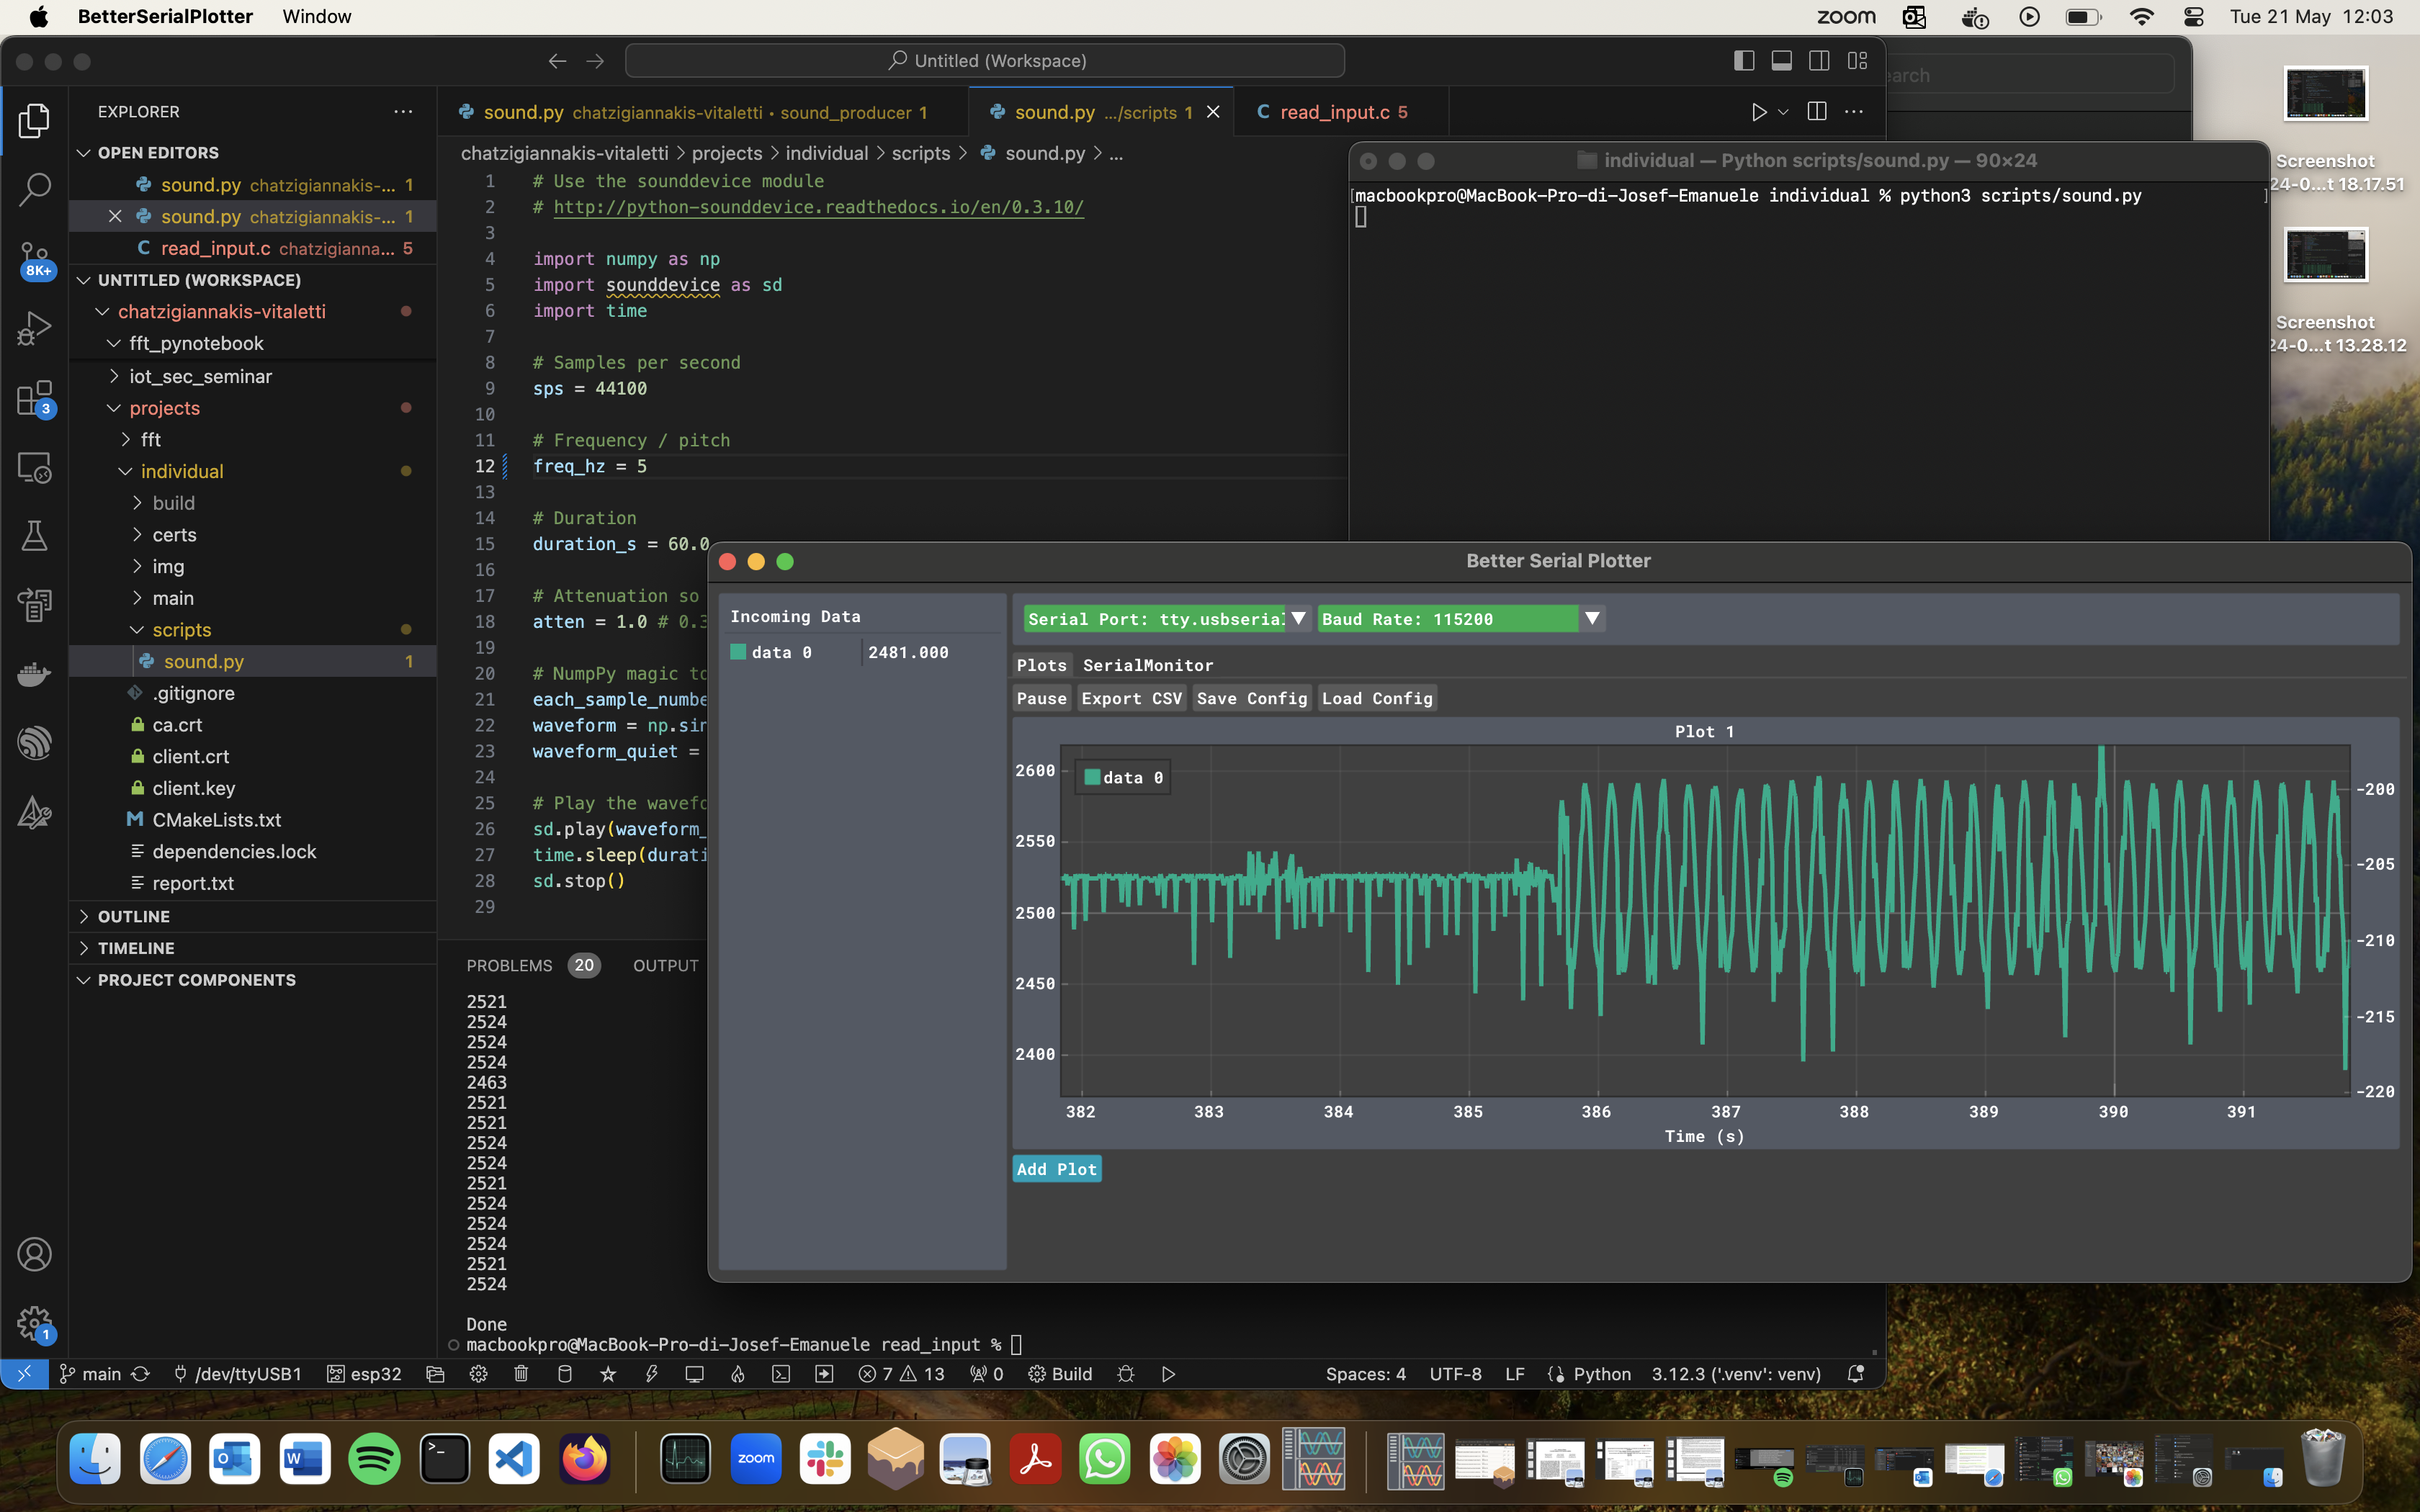 BetterSerialPlotter Window
zoom Tue 21 May 12:03
Untitled (Workspace)
EXPLORER
OPEN EDITORS
sound.py chatzigiannakis-... 1
sound.py chatzigiannakis-... 1
read_input.c chatzigianna... 5
8K+
UNTITLED (WORKSPACE)
chatzigiannakis-vitaletti
fft_pynotebook
iot_sec_seminar
3
projects
fft
individual
build
certs
img
main
scripts
sound.py 1
.gitignore
ca.crt
client.crt
client.key
CMakeLists.txt
dependencies.lock
report.txt
OUTLINE
TIMELINE
PROJECT COMPONENTS
1
sound.py chatzigiannakis-vitaletti • sound_producer 1
sound.py .../scripts 1
read_input.c 5
chatzigiannakis-vitaletti > projects > individual > scripts > sound.py > ...
1 # Use the sounddevice module
2 # http://python-sounddevice.readthedocs.io/en/0.3.10/
3
4 import numpy as np
5 import sounddevice as sd
6 import time
7
8 # Samples per second
9 sps = 44100
10
11 # Frequency / pitch
12 freq_hz = 5
13
14 # Duration
15 duration_s = 60.0
16
17 # Attenuation so
18 atten = 1.0 # 0.3
19
20 # NumpPy magic to
21 each_sample_numbe
22 waveform = np.sin
23 waveform_quiet =
24
25 # Play the wavefo
26 sd.play(waveform_
27 time.sleep(durati
28 sd.stop()
29
PROBLEMS 20 OUTPUT
2521
2524
2524
2524
2463
2521
2521
2524
2524
2521
2524
2524
2524
2521
2524
Done
macbookpro@MacBook-Pro-di-Josef-Emanuele read_input %
main /dev/ttyUSB1 esp32 7 13 0 Build
Spaces: 4 UTF-8 LF Python 3.12.3 ('.venv': venv)
earch
individual — Python scripts/sound.py — 90×24
[macbookpro@MacBook-Pro-di-Josef-Emanuele individual % python3 scripts/sound.py ]
Better Serial Plotter
Incoming Data
data 0 2481.000
Serial Port: tty.usbserial Baud Rate: 115200
Plots SerialMonitor
Pause Export CSV Save Config Load Config
Plot 1
data 0
2600
2550
2500
2450
2400
-200
-205
-210
-215
-220
382 383 384 385 386 387 388 389 390 391
Time (s)
Add Plot
Screenshot
24-0...t 18.17.51
Screenshot
24-0...t 13.28.12
zoom